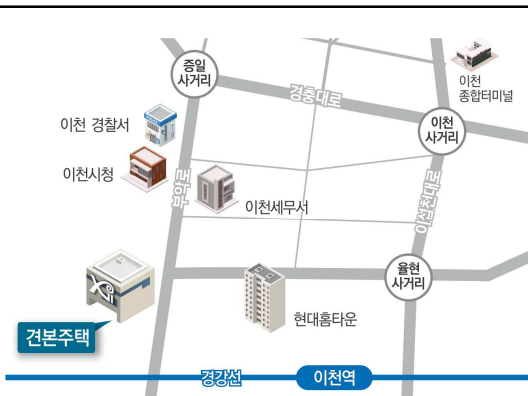 증일
사거리
경충대로
이천
종합터미널
이천
사거리
이천 경찰서
이천시청
부악로
이천세무서
이섭천대로
율현
사거리
Xi
현대홈타운
견본주택
경강선
이천역